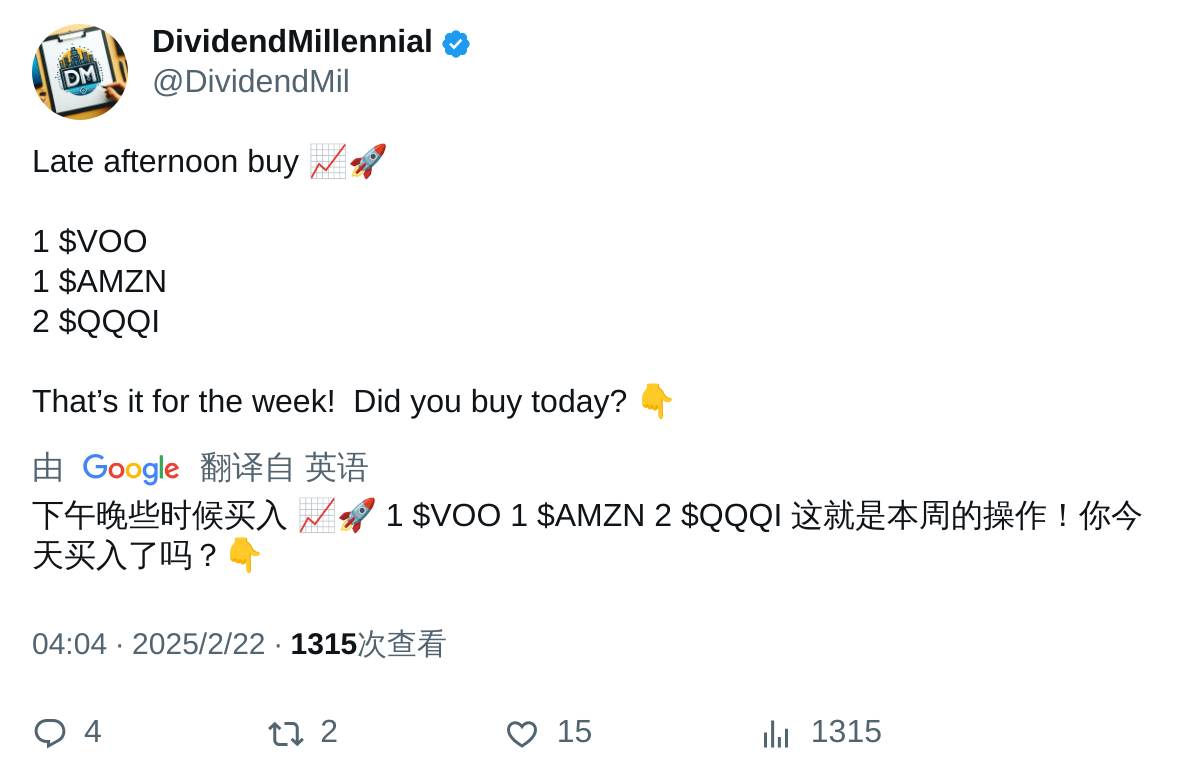 DividendMillennial
@DividendMil
DM
Late afternoon buy 📈🚀
1 $VOO
1 $AMZN
2 $QQQI
That’s it for the week!  Did you buy today? 👇
由 Google 翻译自 英语
下午晚些时候买入 📈🚀 1 $VOO 1 $AMZN 2 $QQQI 这就是本周的操作！你今
天买入了吗？👇
04:04 · 2025/2/22 · 1315次查看
4 2 15 1315